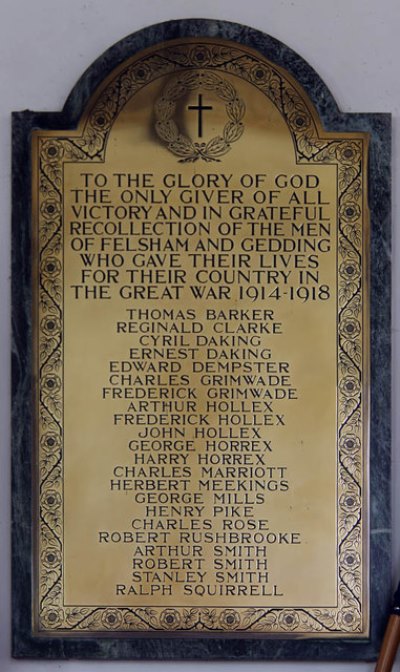 TO THE GLORY OF GOD
THE ONLY GIVER OF ALL
VICTORY AND IN GRATEFUL
RECOLLECTION OF THE MEN
OF FELSHAM AND GEDDING
WHO GAVE THEIR LIVES
FOR THEIR COUNTRY IN
THE GREAT WAR 1914-1918
THOMAS BARKER
REGINALD CLARKE
CYRIL DAKING
ERNEST DAKING
EDWARD DEMPSTER
CHARLES GRIMWADE
FREDERICK GRIMWADE
ARTHUR HOLLEX
FREDERICK HOLLEX
JOHN HOLLEX
GEORGE HORREX
HARRY HORREX
CHARLES MARRIOTT
HERBERT MEEKINGS
GEORGE MILLS
HENRY PIKE
CHARLES ROSE
ROBERT RUSHBROOKE
ARTHUR SMITH
ROBERT SMITH
STANLEY SMITH
RALPH SQUIRRELL